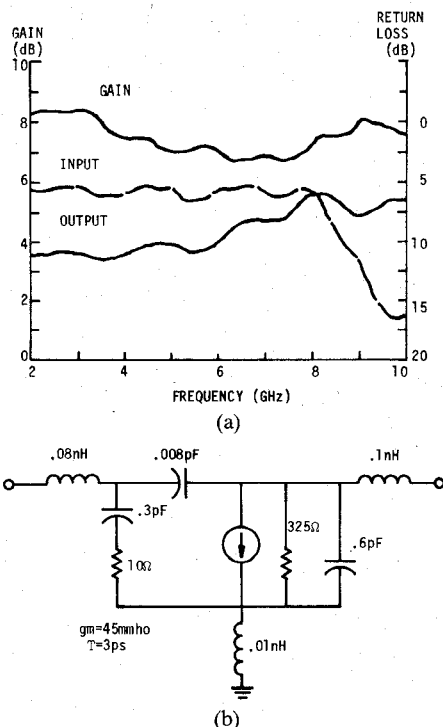 GAIN
(dB)
RETURN
LOSS
(dB)
10
8
6
4
2
0
0
5
10
15
20
GAIN
INPUT
OUTPUT
2
4
6
8
10
FREQUENCY (GHz)
(a)
.08nH
.008pF
.1nH
.3pF
10Ω
325Ω
.6pF
gm=45mmho
T=3ps
.01nH
(b)